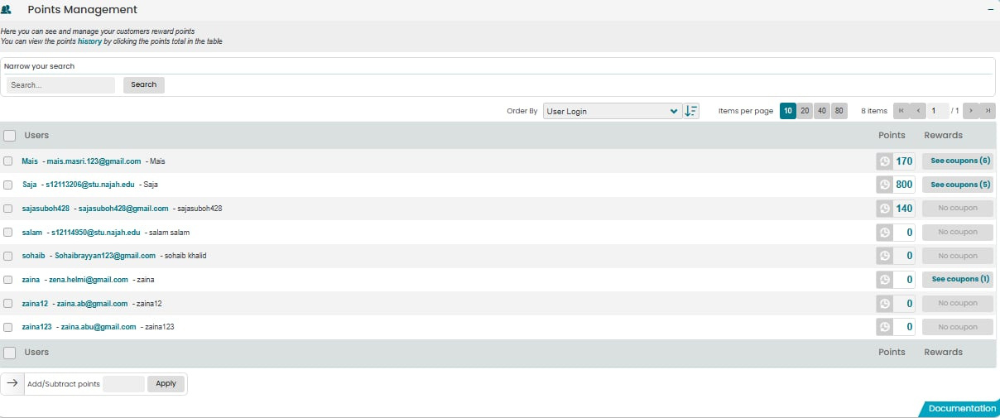 Points Management
Here you can see and manage your customers reward points
You can view the points history by clicking the points total in the table
Narrow your search
Search... Search
Order By User Login Items per page 10 20 40 80 8 items 1 / 1
Users Points Rewards
Mais - mais.masri.123@gmail.com - Mais 170 See coupons (6)
Saja - s12113206@stu.najah.edu - Saja 800 See coupons (5)
sajasuboh428 - sajasuboh428@gmail.com - sajasuboh428 140 No coupon
salam - s12114950@stu.najah.edu - salam salam 0 No coupon
sohaib - Sohaibrayyan123@gmail.com - sohaib khalid 0 No coupon
zaina - zena.helmi@gmail.com - zaina 0 See coupons (1)
zaina12 - zaina.ab@gmail.com - zaina12 0 No coupon
zaina123 - zaina.abu@gmail.com - zaina123 0 No coupon
Users Points Rewards
Add/Subtract points Apply
Documentation